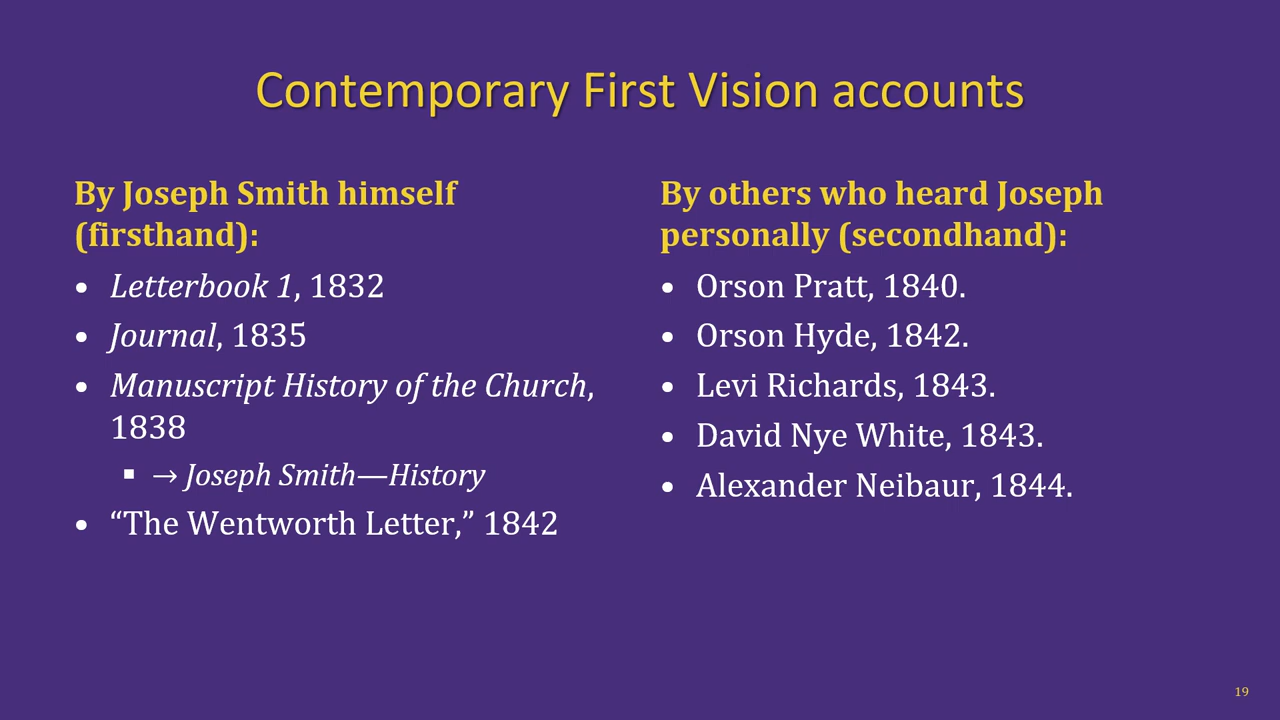 Contemporary First Vision accounts
By Joseph Smith himself
(firsthand):
• Letterbook 1, 1832
• Journal, 1835
• Manuscript History of the Church,
1838
▪ → Joseph Smith—History
• “The Wentworth Letter,” 1842
By others who heard Joseph
personally (secondhand):
• Orson Pratt, 1840.
• Orson Hyde, 1842.
• Levi Richards, 1843.
• David Nye White, 1843.
• Alexander Neibaur, 1844.
19